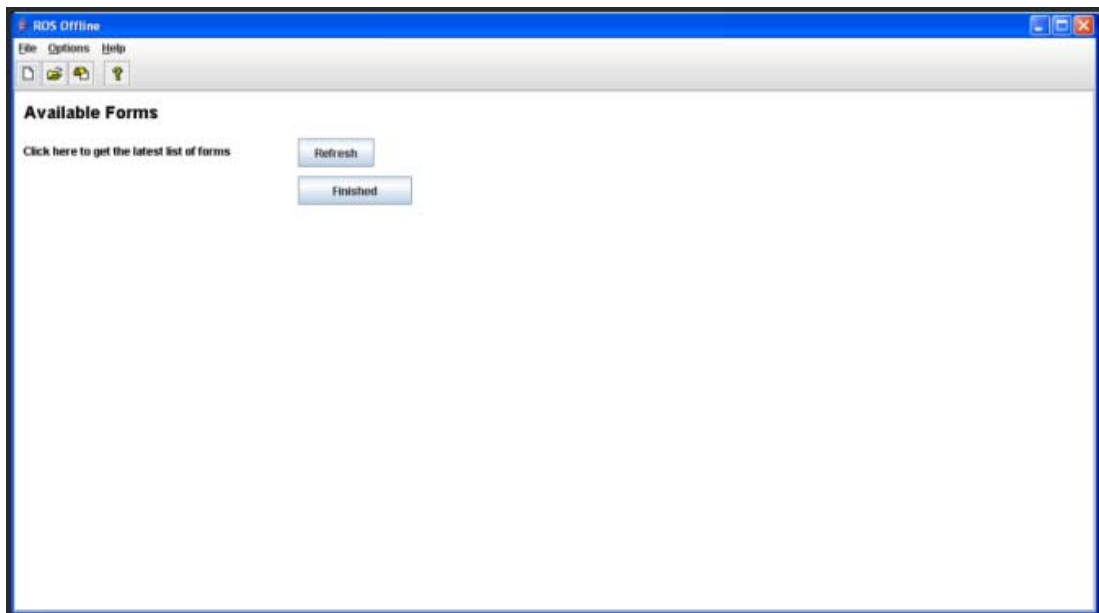 ROS Offline
File Options Help
Available Forms
Click here to get the latest list of forms
Refresh
Finished